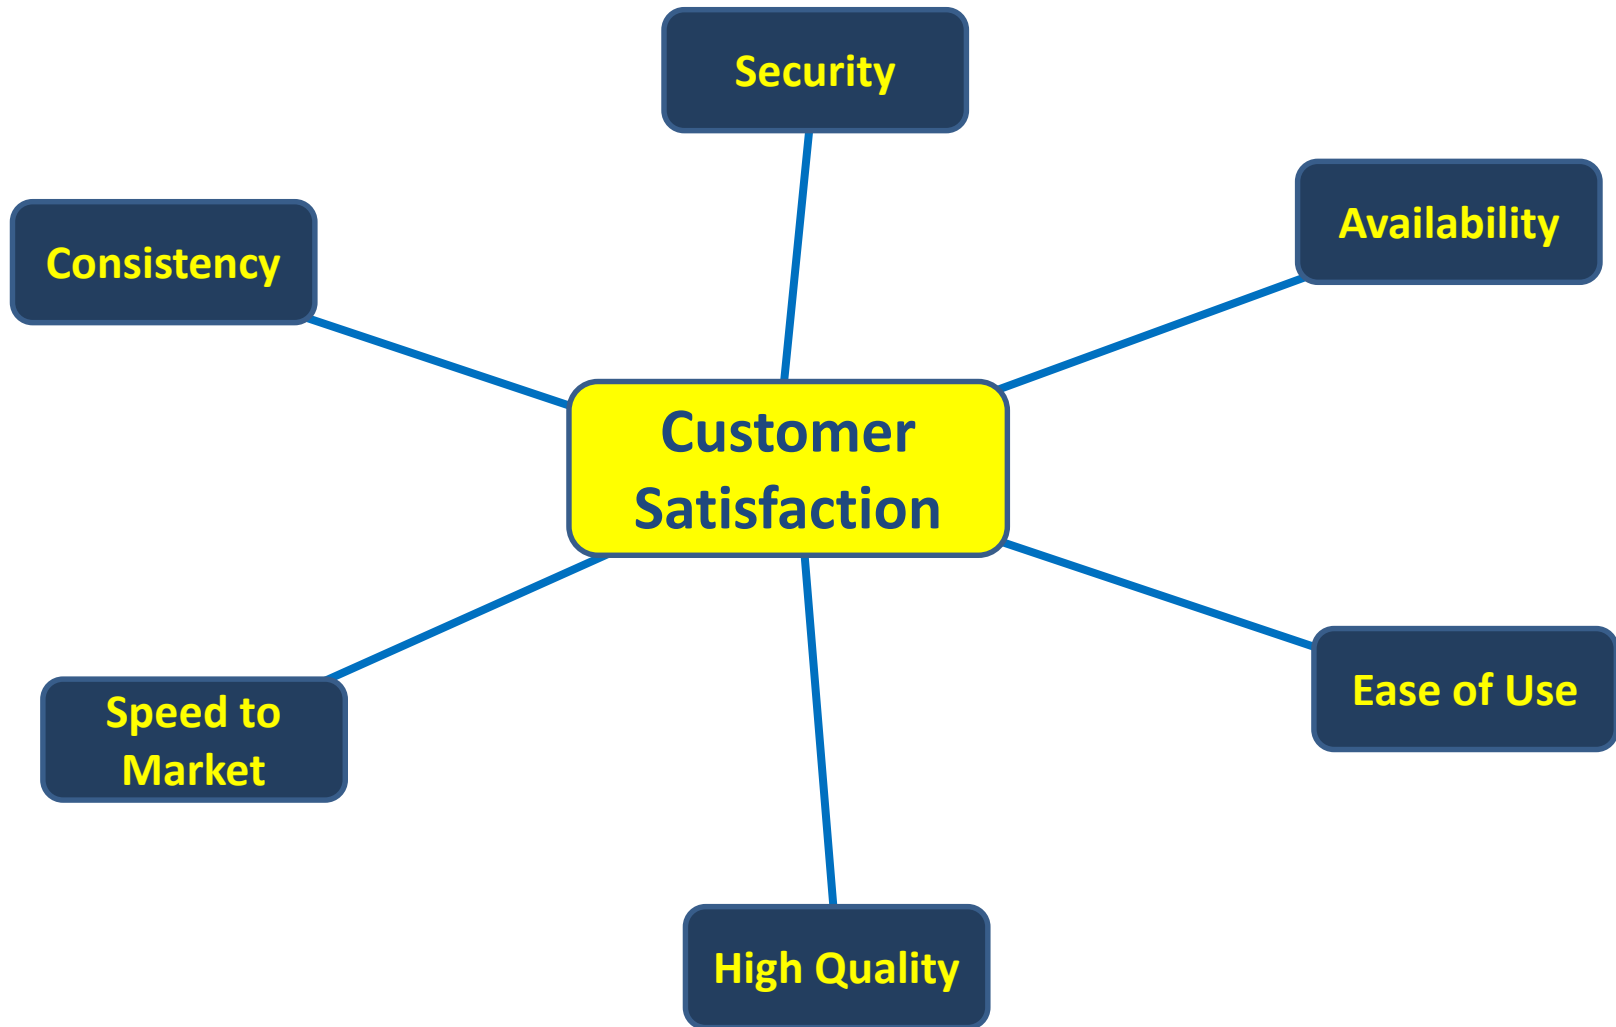 Security
Availability
Consistency
Customer
Satisfaction
Ease of Use
Speed to
Market
High Quality